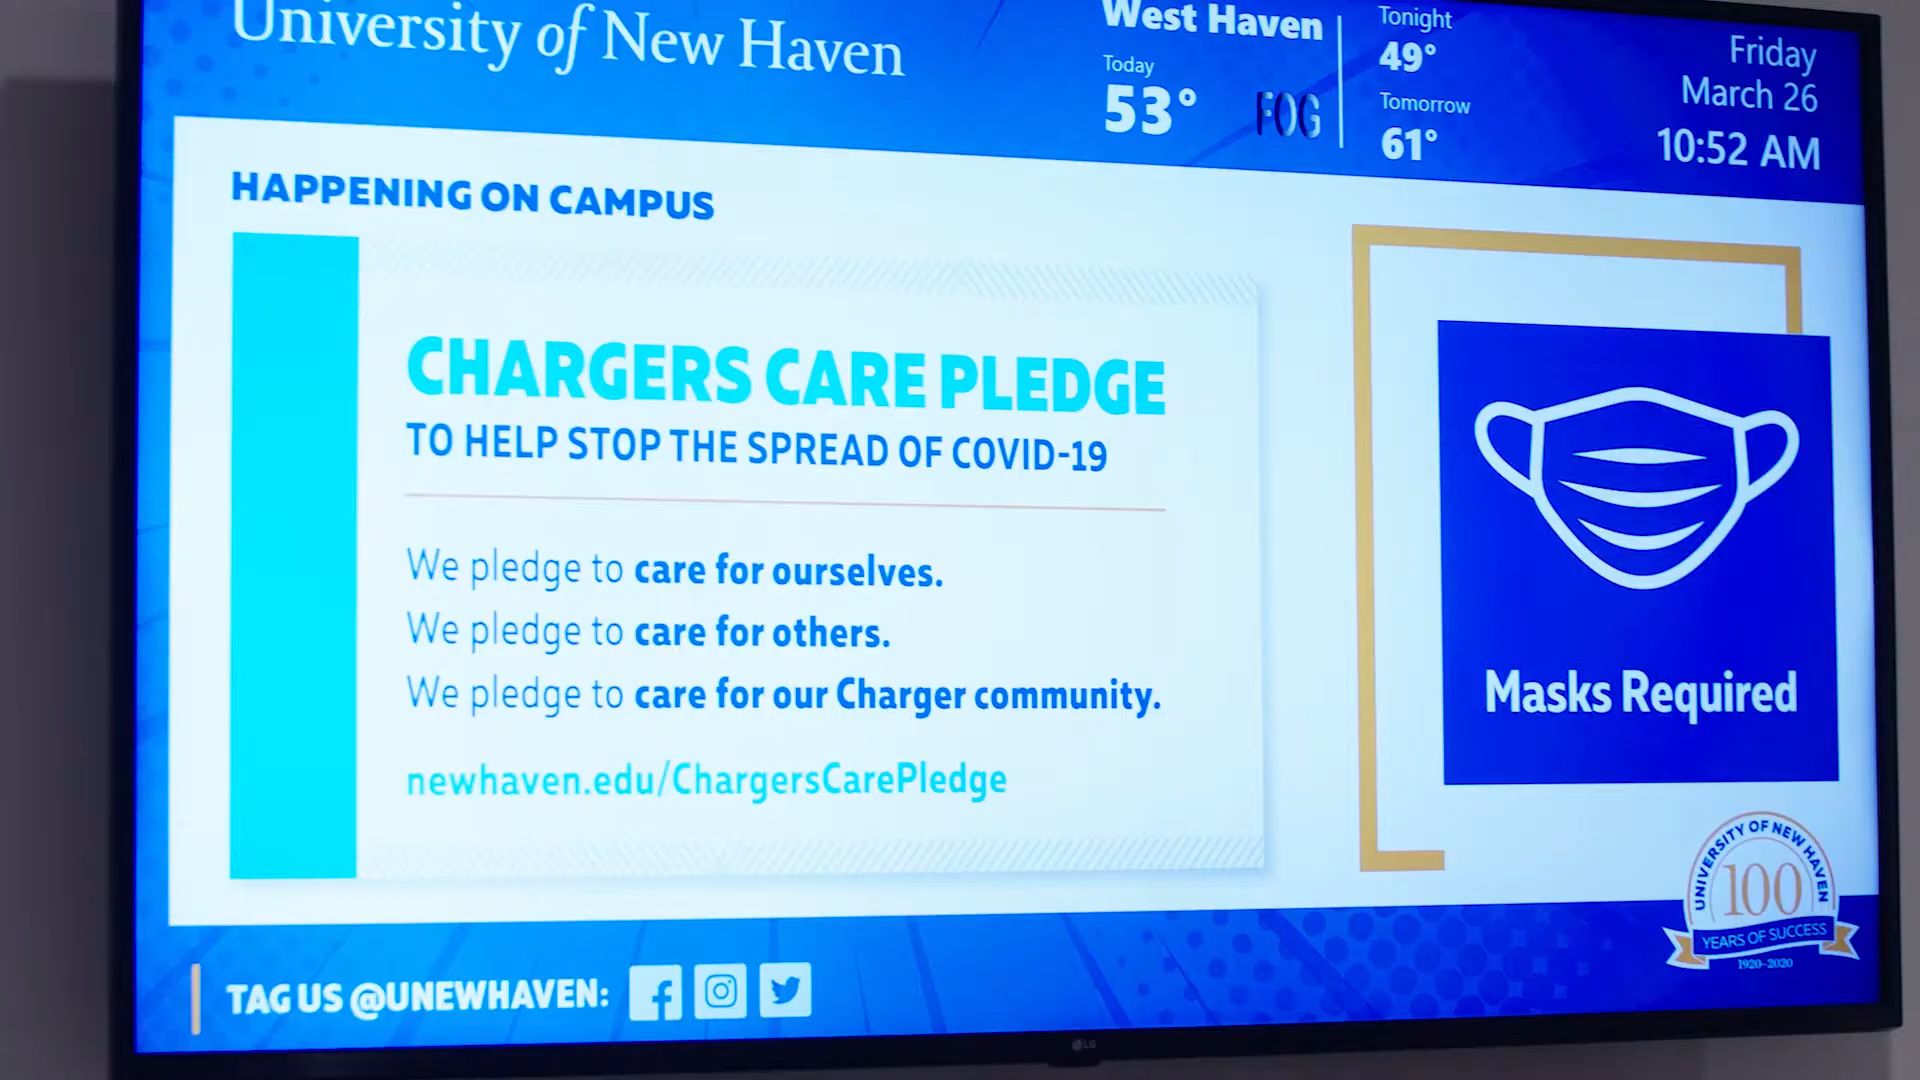 University of New Haven
West Haven
Today
53°
FOG
Tonight
49°
Tomorrow
61°
Friday
March 26
10:52 AM
HAPPENING ON CAMPUS
CHARGERS CARE PLEDGE
TO HELP STOP THE SPREAD OF COVID-19
We pledge to care for ourselves.
We pledge to care for others.
We pledge to care for our Charger community.
newhaven.edu/ChargersCarePledge
Masks Required
UNIVERSITY OF NEW HAVEN
100
YEARS OF SUCCESS
1920-2020
TAG US @UNEWHAVEN:
LG